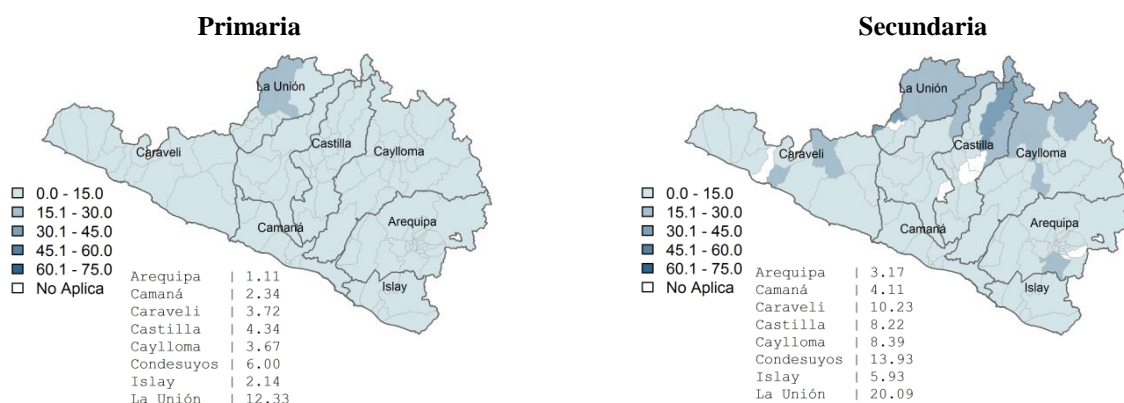 Primaria
La Unión
Caraveli
Castilla
Caylloma
Camaná
Arequipa
Islay
0.0 - 15.0
15.1 - 30.0
30.1 - 45.0
45.1 - 60.0
60.1 - 75.0
No Aplica
Arequipa | 1.11
Camaná | 2.34
Caraveli | 3.72
Castilla | 4.34
Caylloma | 3.67
Condesuyos | 6.00
Islay | 2.14
La Unión | 12.33
Secundaria
La Unión
Caraveli
Castilla
Caylloma
Camaná
Arequipa
Islay
0.0 - 15.0
15.1 - 30.0
30.1 - 45.0
45.1 - 60.0
60.1 - 75.0
No Aplica
Arequipa | 3.17
Camaná | 4.11
Caraveli | 10.23
Castilla | 8.22
Caylloma | 8.39
Condesuyos | 13.93
Islay | 5.93
La Unión | 20.09